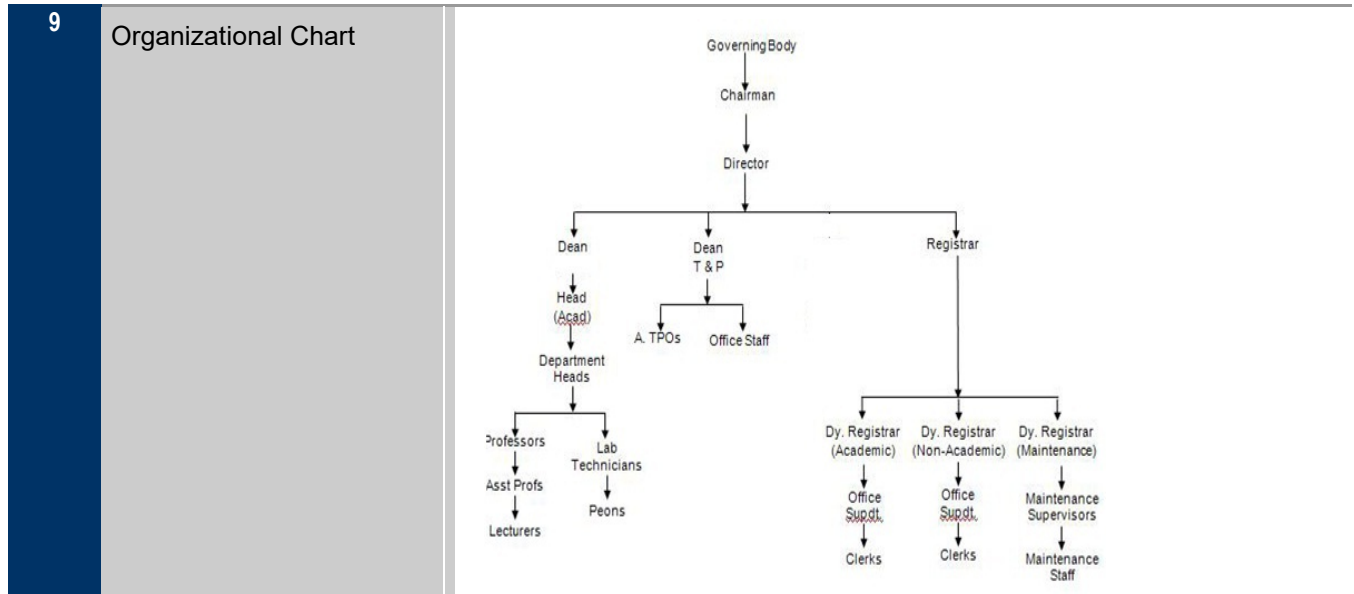 9
Organizational Chart
Governing Body
Chairman
Director
Dean
Dean
T & P
Registrar
Head
(Acad)
A. TPOs
Office Staff
Department
Heads
Professors
Lab
Technicians
Asst Profs
Peons
Lecturers
Dy. Registrar
(Academic)
Dy. Registrar
(Non-Academic)
Dy. Registrar
(Maintenance)
Office
Supdt.
Office
Supdt.
Maintenance
Supervisors
Clerks
Clerks
Maintenance
Staff